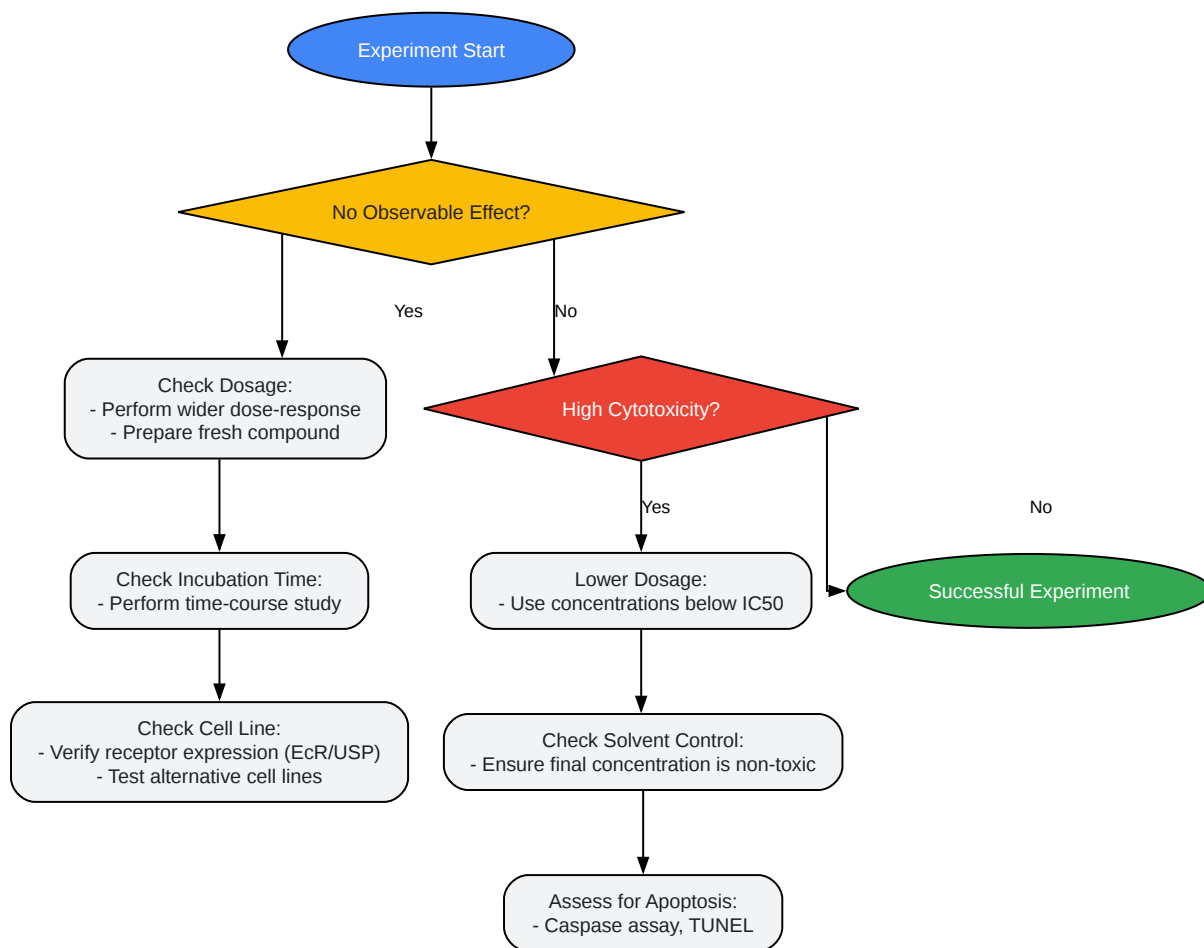 Experiment Start
No Observable Effect?
Yes
No
Check Dosage:
- Perform wider dose-response
- Prepare fresh compound
High Cytotoxicity?
Yes
No
Check Incubation Time:
- Perform time-course study
Lower Dosage:
- Use concentrations below IC50
Successful Experiment
Check Cell Line:
- Verify receptor expression (EcR/USP)
- Test alternative cell lines
Check Solvent Control:
- Ensure final concentration is non-toxic
Assess for Apoptosis:
- Caspase assay, TUNEL